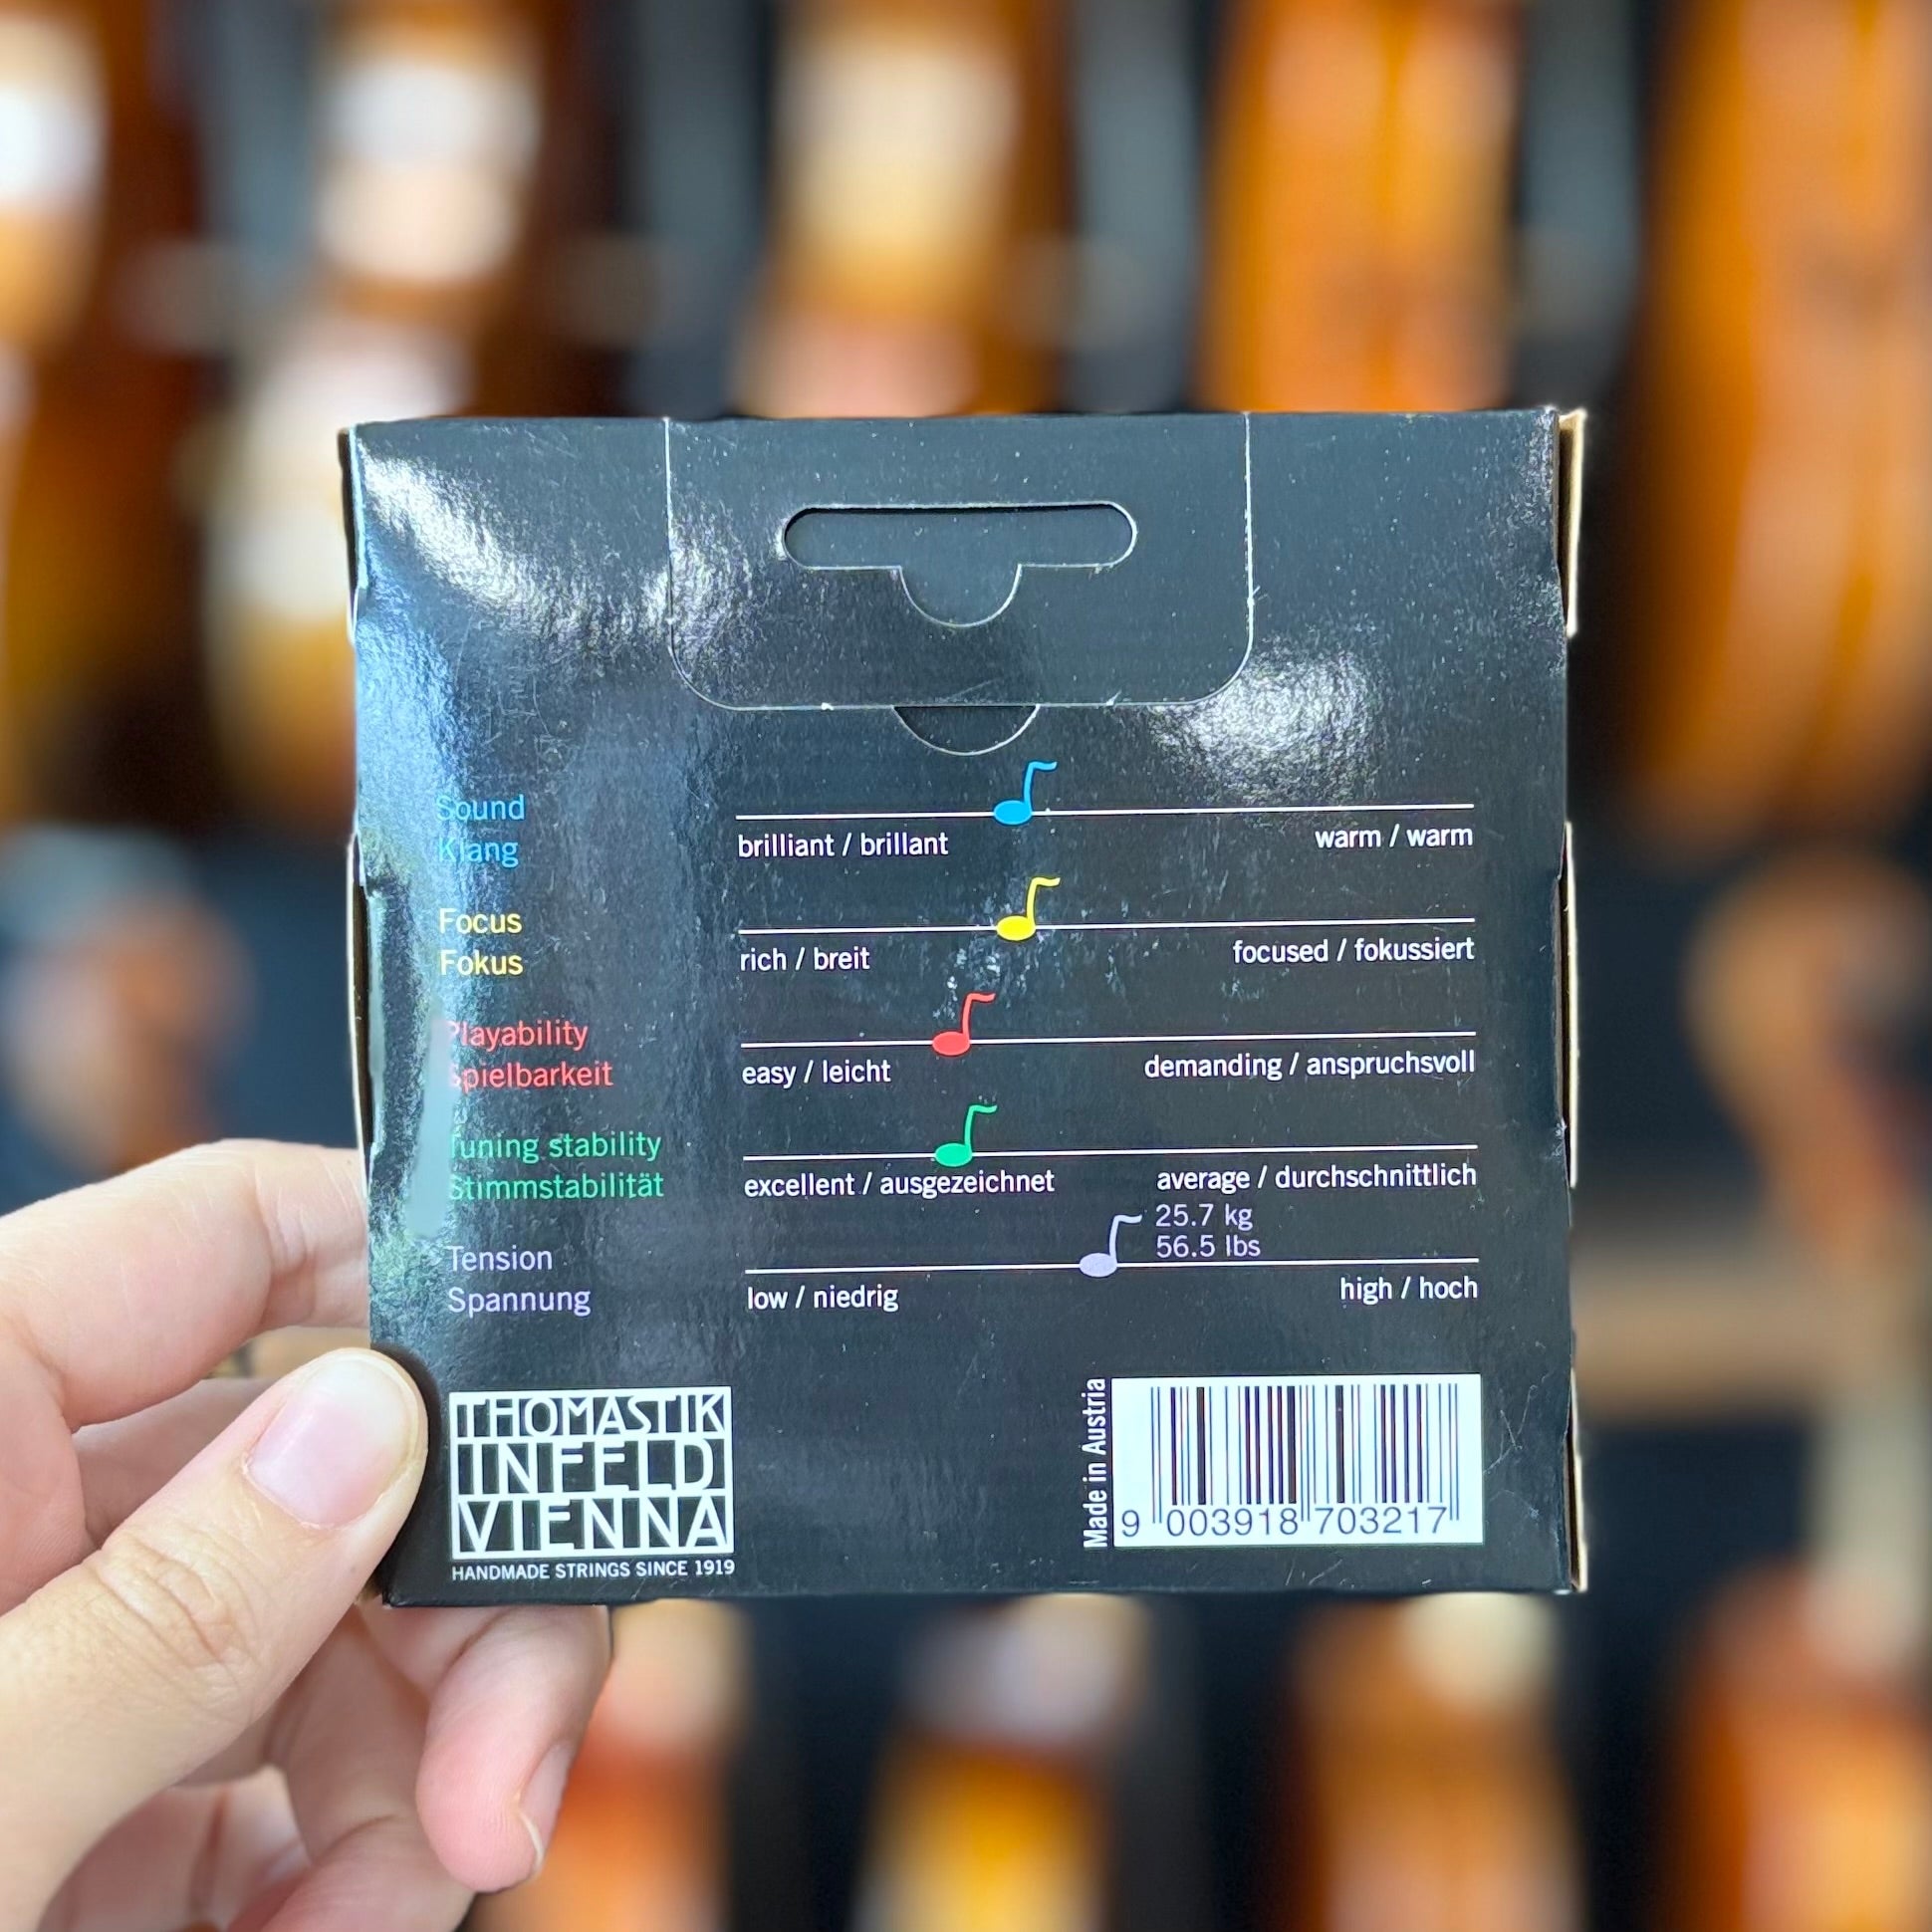 Sound
Klang
brilliant / brillant
warm / warm
Focus
Fokus
rich / breit
focused / fokussiert
Playability
Spielbarkeit
easy / leicht
demanding / anspruchsvoll
Tuning stability
Stimmstabilität
excellent / ausgezeichnet
average / durchschnittlich
25.7 kg
56.5 lbs
Tension
Spannung
low / niedrig
high / hoch
THOMASTIK
INFELD
VIENNA
HANDMADE STRINGS SINCE 1919
Made in Austria
9 003918 703217